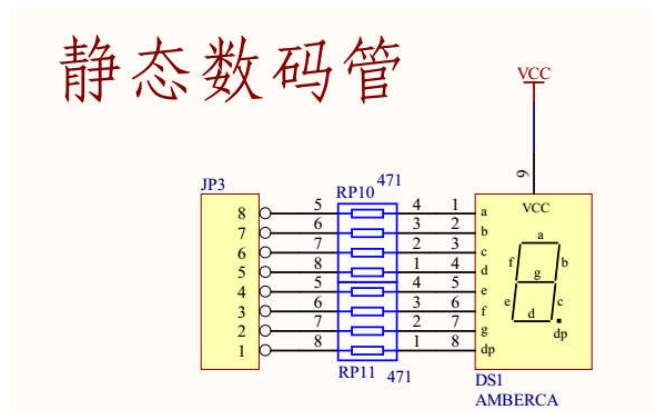 静态数码管
VCC
9
JP3
RP10 471
8 5 4 1 a VCC
7 6 3 2 b a
6 7 2 3 c f b
5 8 1 4 d g
4 5 4 5 e e c
3 6 3 6 f d
2 7 2 7 g dp
1 8 1 8 dp
RP11 471
DS1
AMBERCA